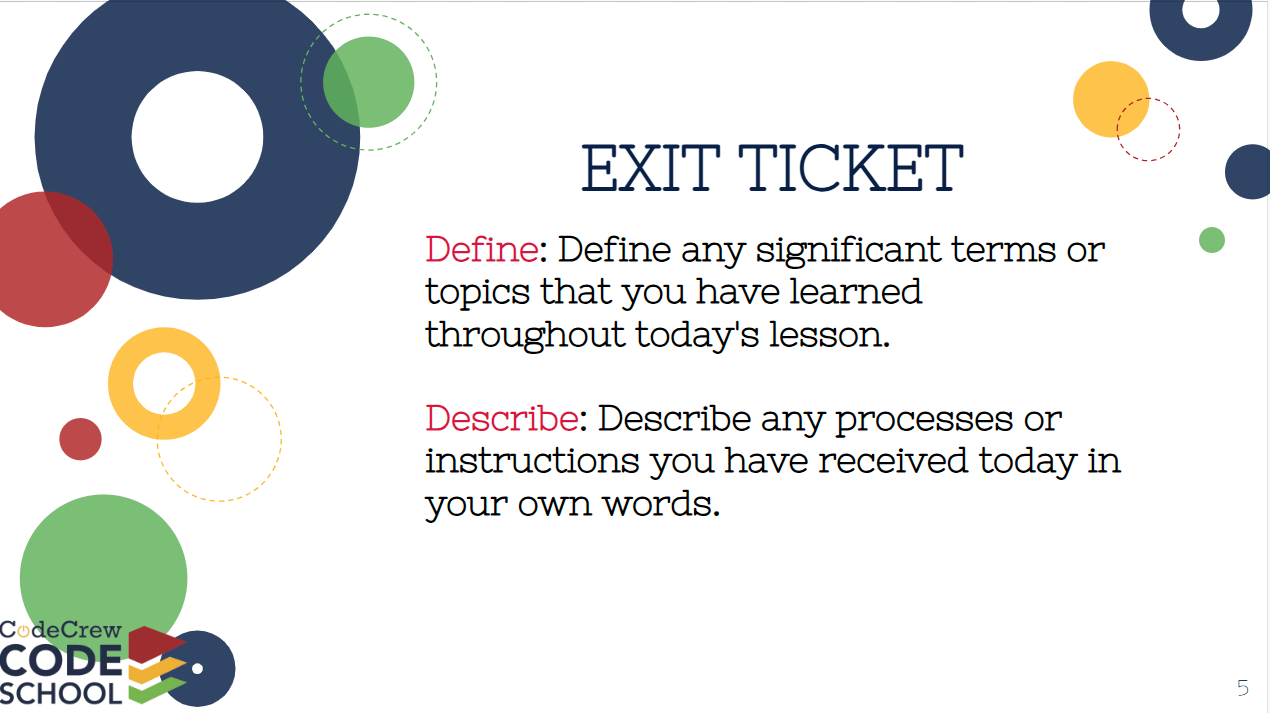 EXIT TICKET
Define: Define any significant terms or
topics that you have learned
throughout today's lesson.
Describe: Describe any processes or
instructions you have received today in
your own words.
CodeCrew
CODE
SCHOOL
5